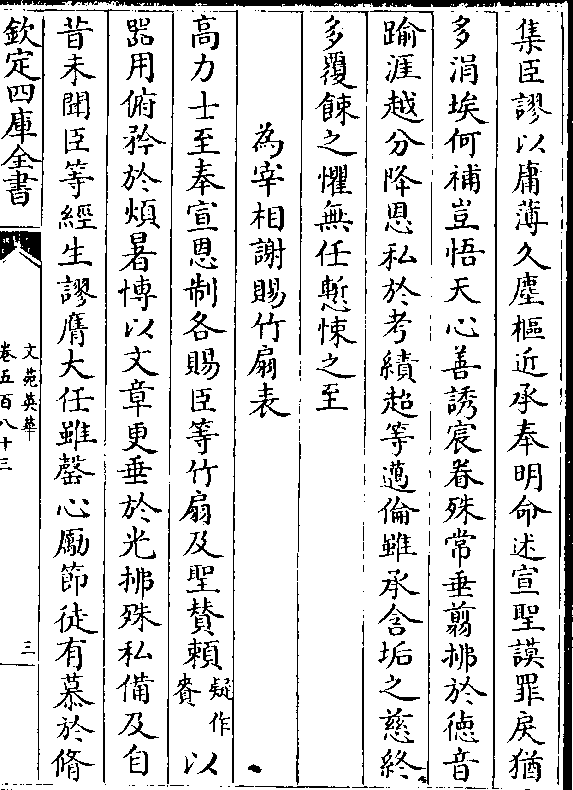 集臣謬以庸薄久塵樞近承奉明命述宣聖謨罪戾猶
多涓埃何補豈悟天心善誘宸眷殊常垂翦拂於徳音
踰涯越分降恩私於考績超等邁倫雖承含垢之慈終
多覆餗之懼無任慙悚之至
為宰相謝賜竹扇表
高力士至奉宣恩制各賜臣等竹扇及聖賛頼疑作賚以
器用俯矜於煩暑博以文章更垂於光拂殊私備及自
昔未聞臣等經生謬膺大任雖罄心勵節徒有慕於脩
欽定四庫全書
文苑英華
卷五百八十三
三